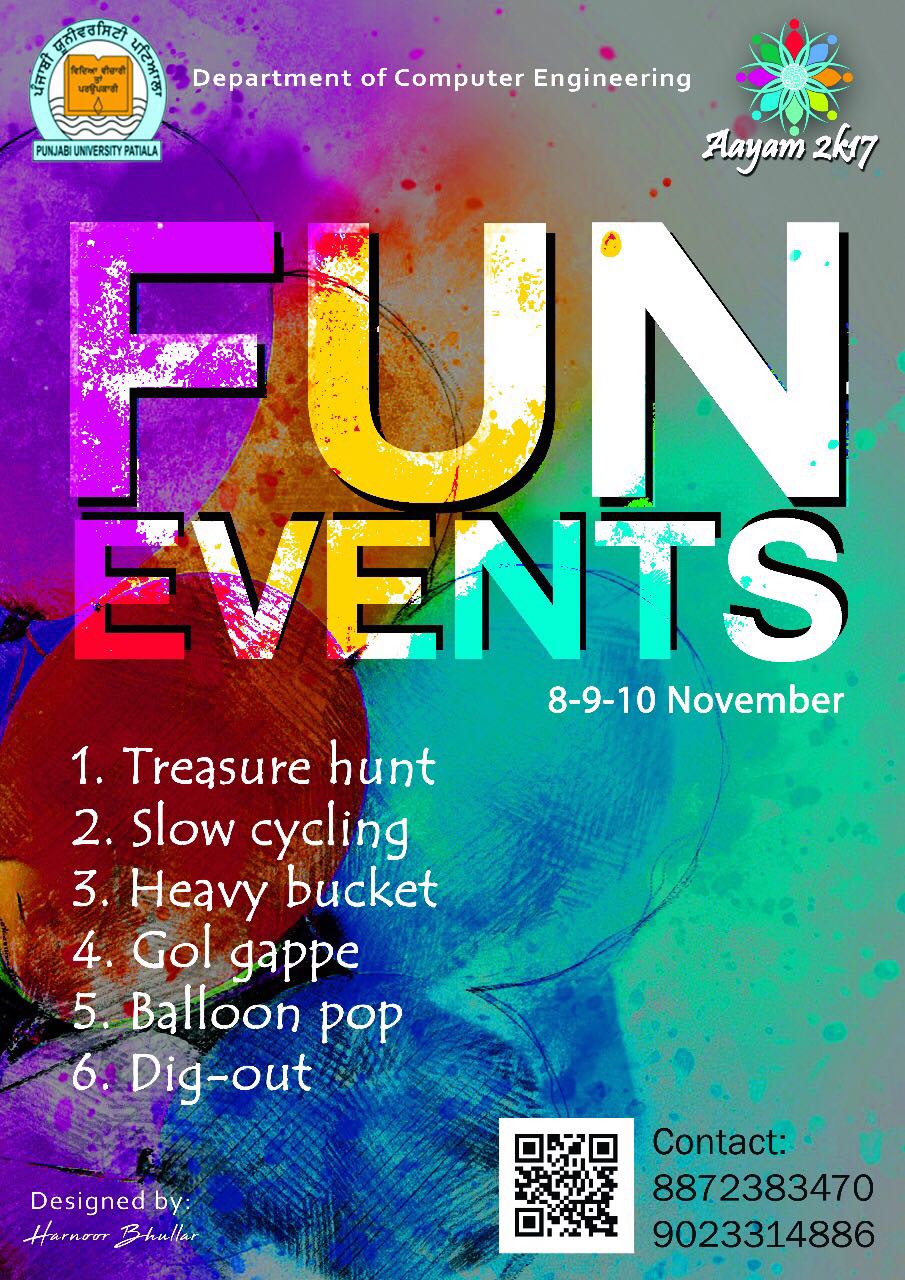 ਪੰਜਾਬੀ ਯੂਨੀਵਰਸਿਟੀ ਪਟਿਆਲਾ
ਵਿਦਿਆ ਵੀਚਾਰੀ
ਤਾਂ
ਪਰਉਪਕਾਰੀ
PUNJABI UNIVERSITY PATIALA
Department of Computer Engineering
Aayam 2k17
FUN
EVENTS
8-9-10 November
1. Treasure hunt
2. Slow cycling
3. Heavy bucket
4. Gol gappe
5. Balloon pop
6. Dig-out
Designed by:
Harnoor Bhullar
Contact:
8872383470
9023314886